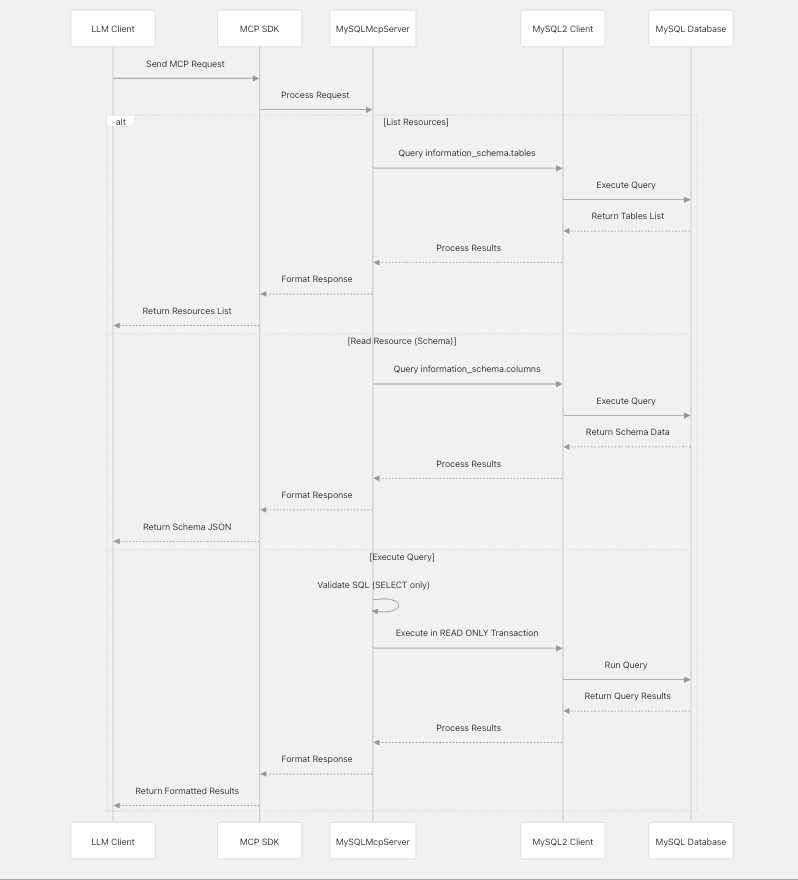 LLM Client
MCP SDK
MySQLMcpServer
MySQL2 Client
MySQL Database
Send MCP Request
Process Request
alt
[List Resources]
Query information_schema.tables
Execute Query
Return Tables List
Process Results
Format Response
Return Resources List
[Read Resource (Schema)]
Query information_schema.columns
Execute Query
Return Schema Data
Process Results
Format Response
Return Schema JSON
[Execute Query]
Validate SQL (SELECT only)
Execute in READ ONLY Transaction
Run Query
Return Query Results
Process Results
Format Response
Return Formatted Results
LLM Client
MCP SDK
MySQLMcpServer
MySQL2 Client
MySQL Database